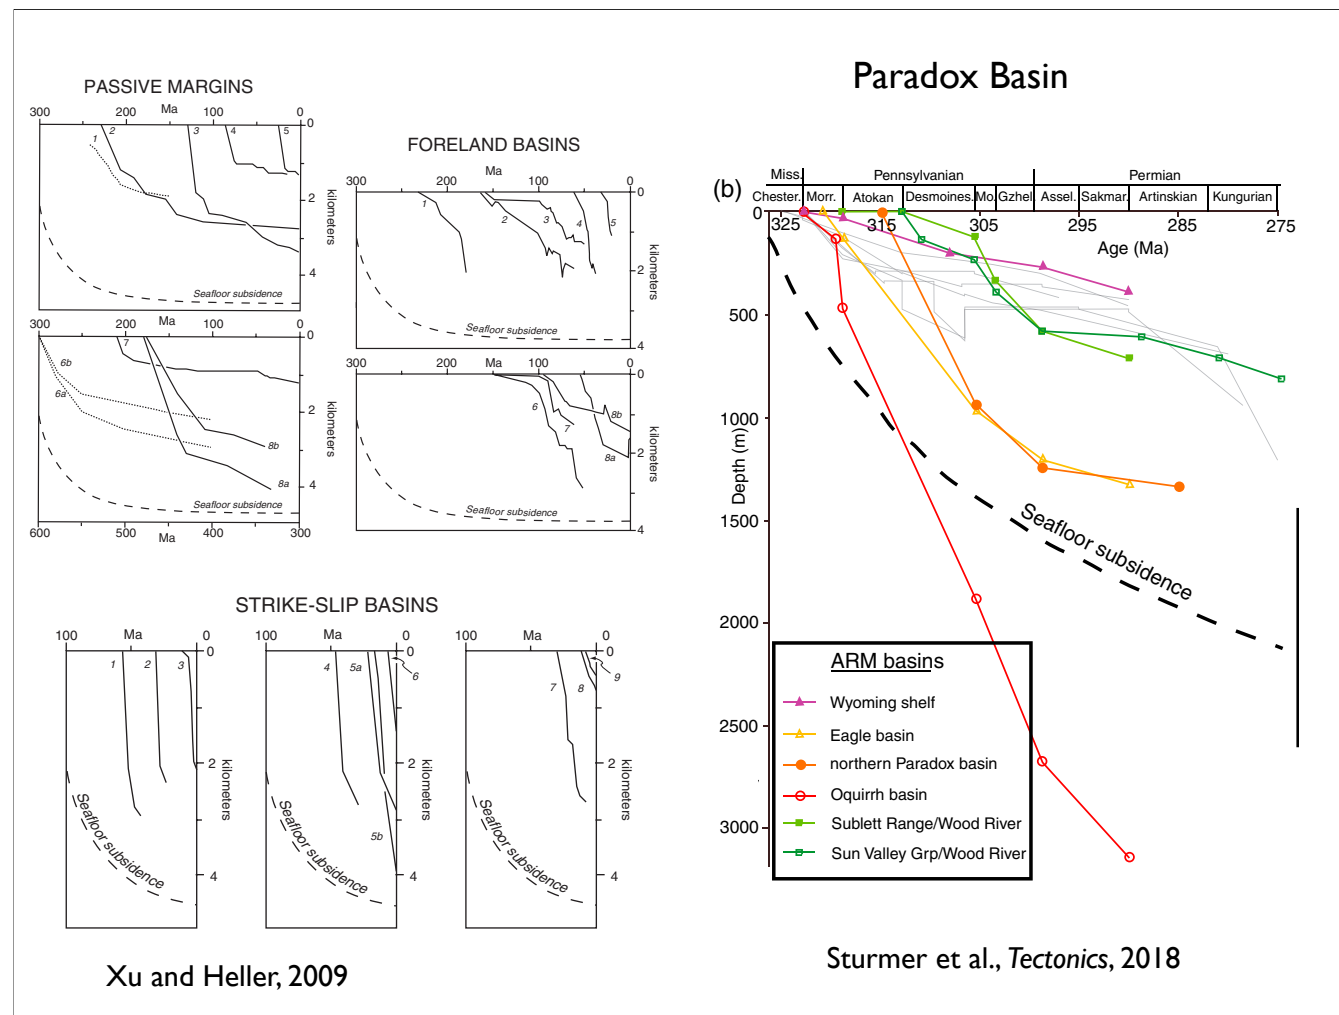 Paradox Basin
PASSIVE MARGINS
300 200 Ma 100 0
1 2 3 4 5
0
2
4
kilometers
Seafloor subsidence
300 200 Ma 100 0
7
6b
6a
8b
8a
0
2
4
kilometers
Seafloor subsidence
600 500 400 300
Ma
FORELAND BASINS
300 200 Ma 100 0
1 2 3 4 5
0
2
4
kilometers
Seafloor subsidence
300 200 100 0
6 7 8b
8a
0
2
4
kilometers
Seafloor subsidence
STRIKE-SLIP BASINS
100 Ma 0
1 2 3
2
4
kilometers
Seafloor subsidence
100 Ma 0
4 5a 6
5b
2
4
kilometers
Seafloor subsidence
100 Ma 0
7 8 9
2
4
kilometers
Seafloor subsidence
Xu and Heller, 2009
(b)
Miss. Pennsylvanian Permian
Chester. Morr. Atokan Desmoines. Mo. Gzhel Assel. Sakmar. Artinskian Kungurian
0
325 315 305 295 285 275
Age (Ma)
500
1000
1500
2000
2500
3000
Depth (m)
Seafloor subsidence
ARM basins
Wyoming shelf
Eagle basin
northern Paradox basin
Oquirrh basin
Sublett Range/Wood River
Sun Valley Grp/Wood River
Sturmer et al., Tectonics, 2018